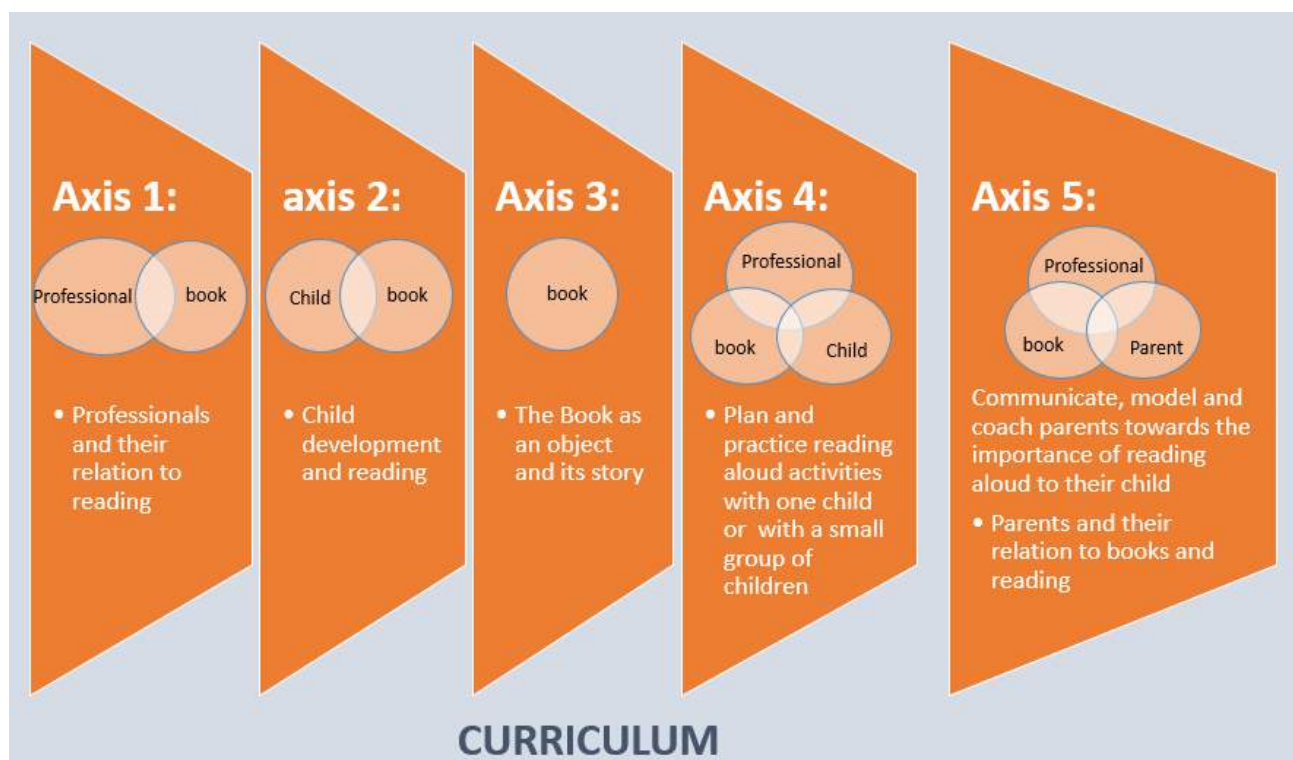 Axis 1:
Professional
book
• Professionals
and their
relation to
reading
axis 2:
Child
book
• Child
development
and reading
Axis 3:
book
• The Book as
an object
and its story
Axis 4:
Professional
book
Child
• Plan and
practice reading
aloud activities
with one child
or with a small
group of
children
Axis 5:
Professional
book
Parent
Communicate, model and
coach parents towards the
importance of reading
aloud to their child
• Parents and their
relation to books and
reading
CURRICULUM